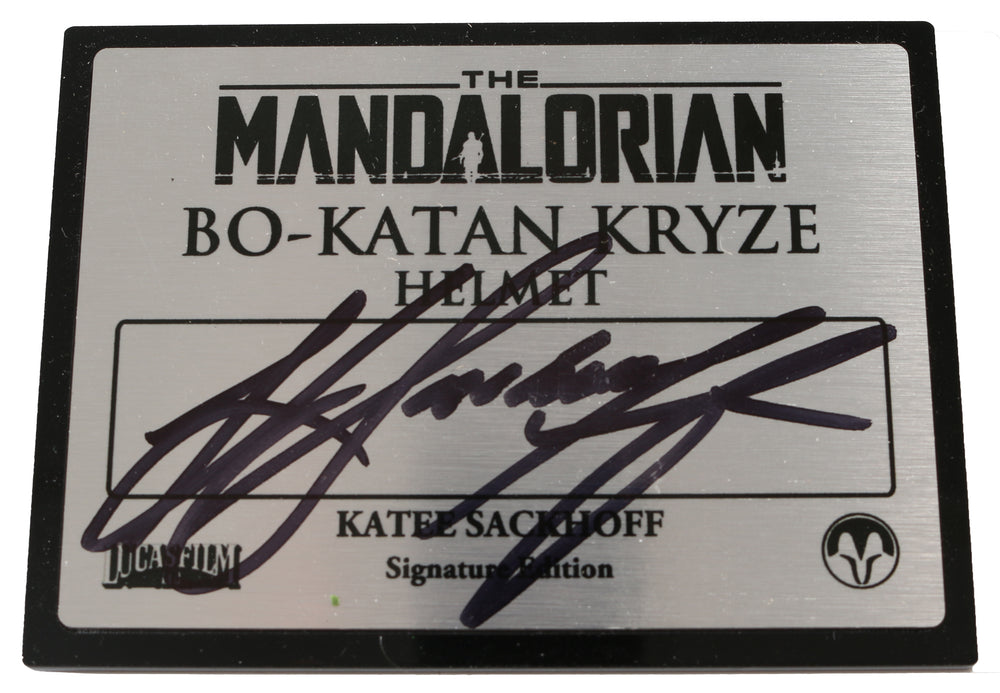 THE
MANDALORIAN
BO-KATAN KRYZE
HELMET
KATEE SACKHOFF
Signature Edition
LUCASFILM